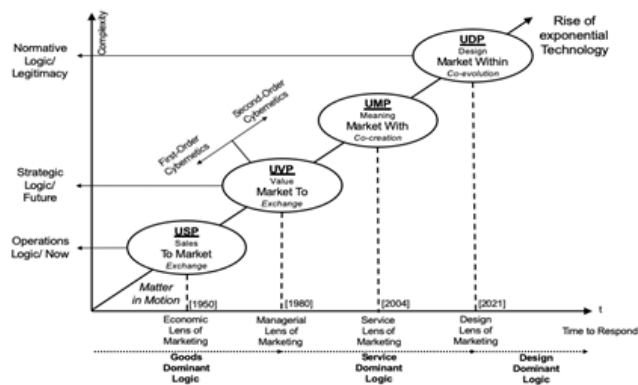 Complexity
Rise of
exponential
Technology
Normative
Logic/
Legitimacy
UDP
Design
Market Within
Co-evolution
UMP
Meaning
Market With
Co-creation
Second-Order
Cybernetics
First-Order
Cybernetics
Strategic
Logic/
Future
UVP
Value
Market To
Exchange
Operations
Logic/ Now
USP
Sales
To Market
Exchange
Matter
in Motion
[1950]
[1980]
[2004]
[2021]
t
Economic
Lens of
Marketing
Managerial
Lens of
Marketing
Service
Lens of
Marketing
Design
Lens of
Marketing
Time to Respond
Goods
Dominant
Logic
Service
Dominant
Logic
Design
Dominant
Logic